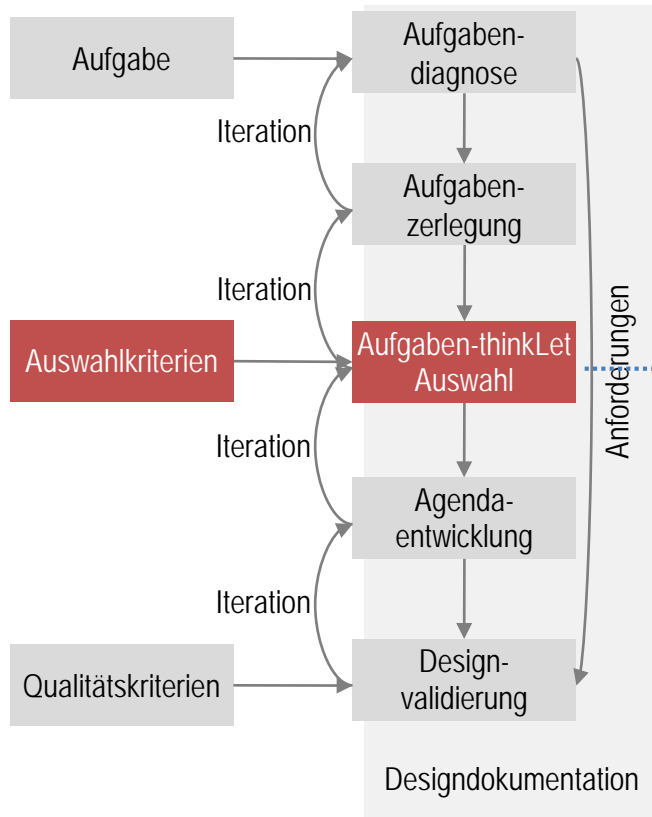 Aufgabe
Aufgaben-
diagnose
Iteration
Aufgaben-
zerlegung
Iteration
Auswahlkriterien
Aufgaben-thinkLet
Auswahl
Anforderungen
Iteration
Agenda-
entwicklung
Iteration
Qualitätskriterien
Design-
validierung
Designdokumentation